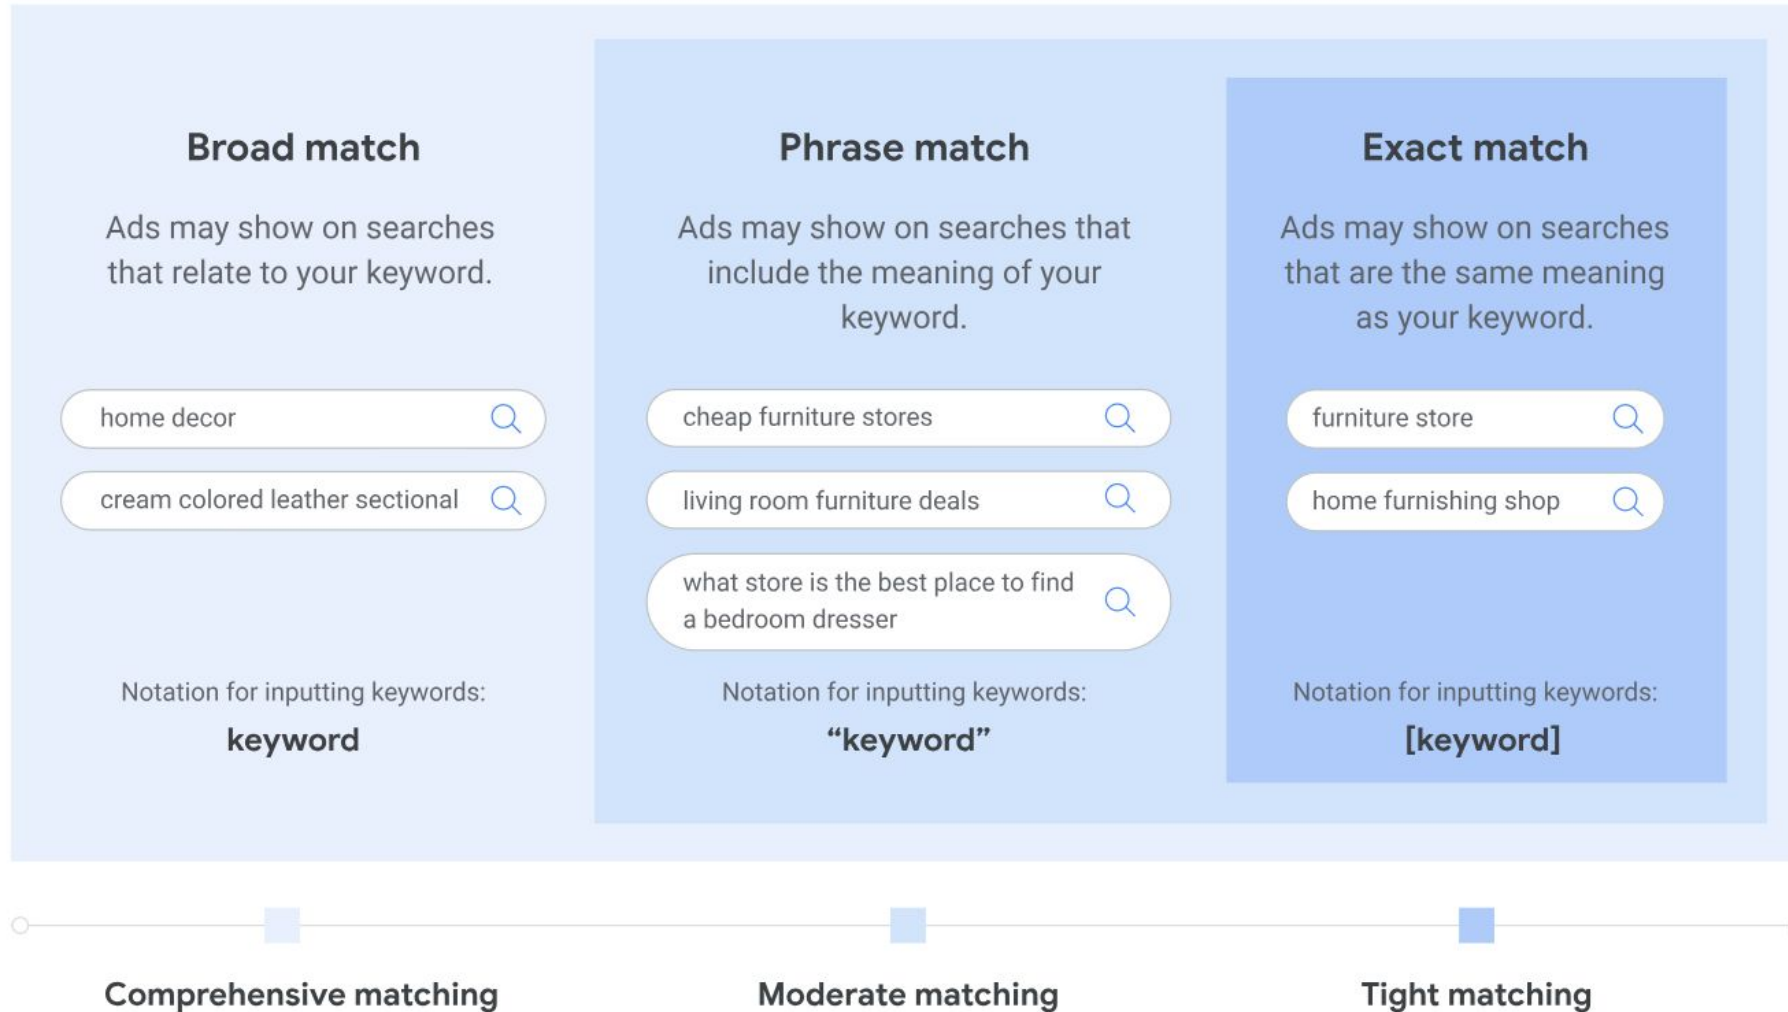 Broad match
Ads may show on searches
that relate to your keyword.
home decor
cream colored leather sectional
Notation for inputting keywords:
keyword
Phrase match
Ads may show on searches that
include the meaning of your
keyword.
cheap furniture stores
living room furniture deals
what store is the best place to find
a bedroom dresser
Notation for inputting keywords:
“keyword”
Exact match
Ads may show on searches
that are the same meaning
as your keyword.
furniture store
home furnishing shop
Notation for inputting keywords:
[keyword]
Comprehensive matching
Moderate matching
Tight matching